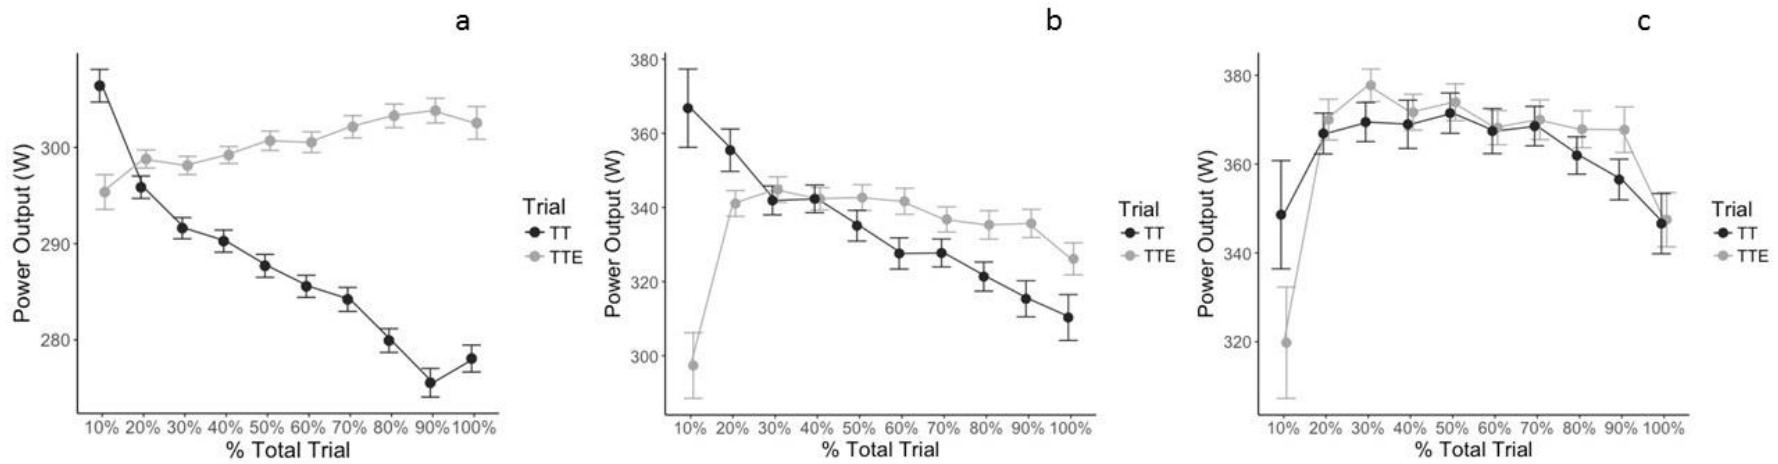 a
Power Output (W)
300
290
280
10% 20% 30% 40% 50% 60% 70% 80% 90% 100%
% Total Trial
Trial
TT
TTE
b
Power Output (W)
380
360
340
320
300
10% 20% 30% 40% 50% 60% 70% 80% 90% 100%
% Total Trial
Trial
TT
TTE
c
Power Output (W)
380
360
340
320
10% 20% 30% 40% 50% 60% 70% 80% 90% 100%
% Total Trial
Trial
TT
TTE